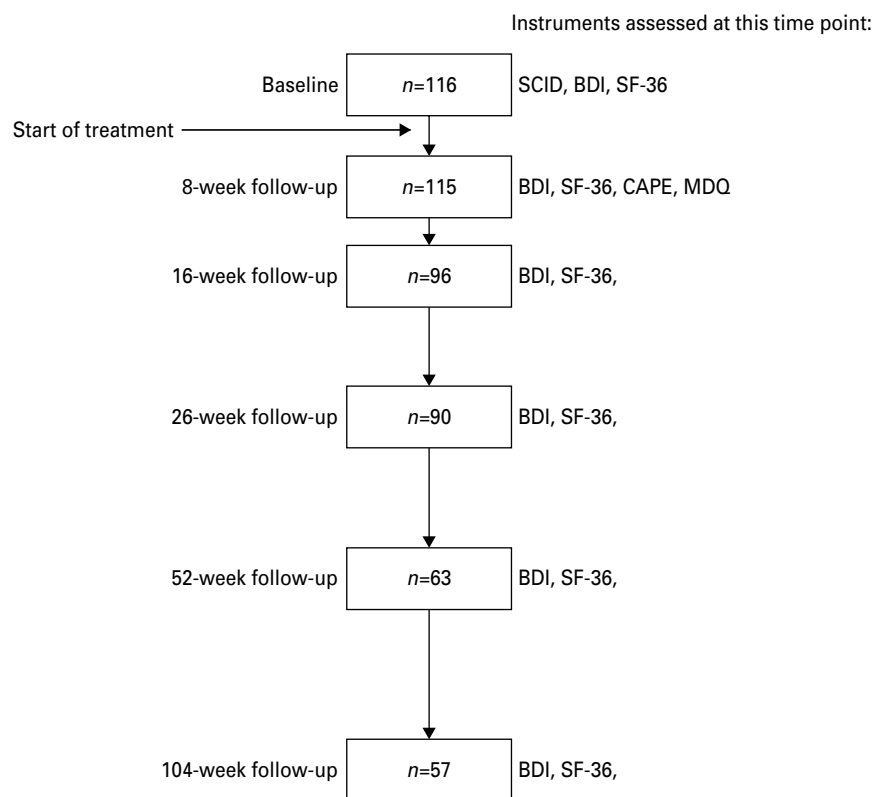 Instruments assessed at this time point:
Baseline n=116 SCID, BDI, SF-36
Start of treatment
8-week follow-up n=115 BDI, SF-36, CAPE, MDQ
16-week follow-up n=96 BDI, SF-36,
26-week follow-up n=90 BDI, SF-36,
52-week follow-up n=63 BDI, SF-36,
104-week follow-up n=57 BDI, SF-36,